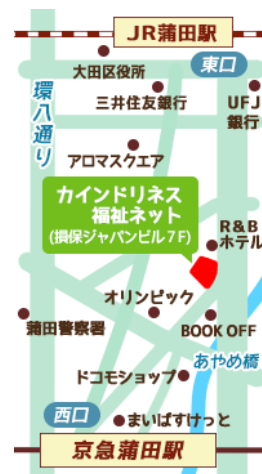 JR蒲田駅
大田区役所
東口
環八通り
三井住友銀行
UFJ
銀行
アロマスクエア
カインドリネス
福祉ネット
(損保ジャパンビル7F)
R&B
ホテル
オリンピック
蒲田警察署
BOOK OFF
あやめ橋
ドコモショップ
西口
まいばすけっと
京急蒲田駅